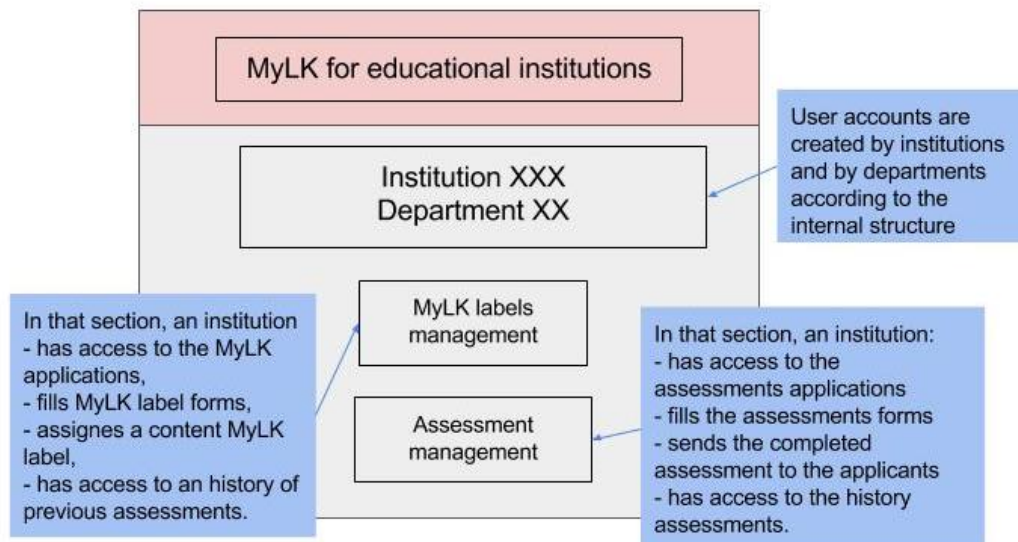 MyLK for educational institutions
Institution XXX
Department XX
User accounts are
created by institutions
and by departments
according to the
internal structure
MyLK labels
management
In that section, an institution
- has access to the MyLK
applications,
- fills MyLK label forms,
- assignes a content MyLK
label,
- has access to an history of
previous assessments.
Assessment
management
In that section, an institution:
- has access to the
assessments applications
- fills the assessments forms
- sends the completed
assessment to the applicants
- has access to the history
assessments.